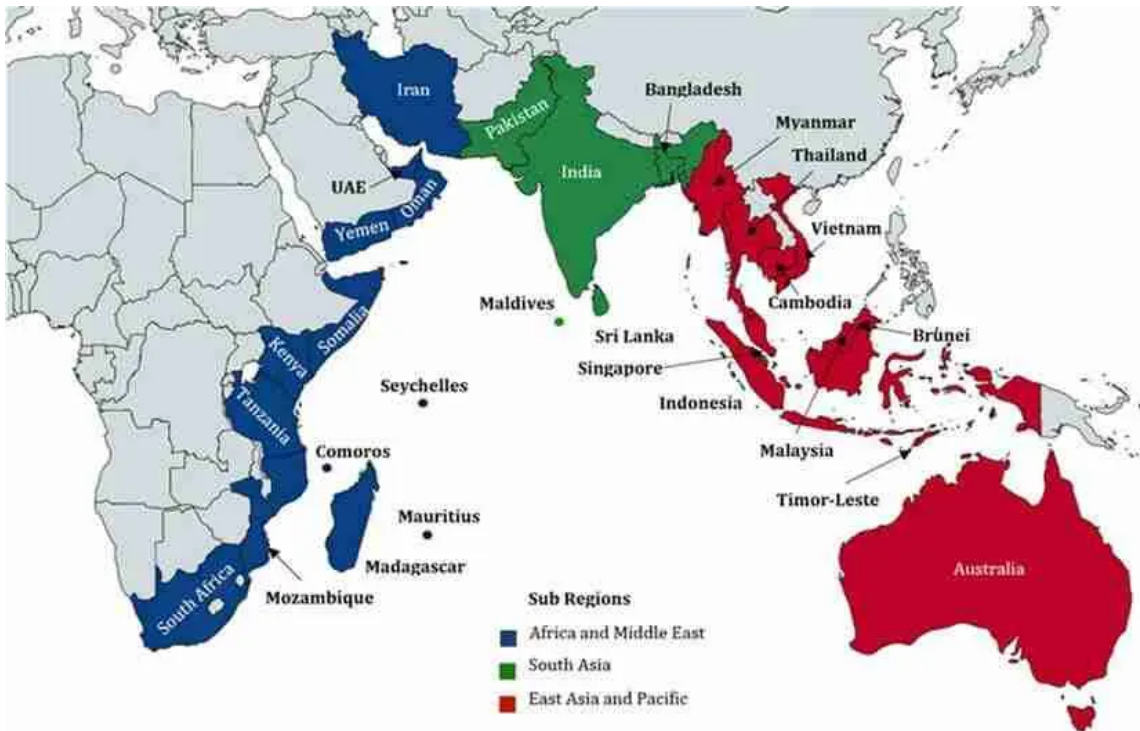 Iran
Pakistan
Bangladesh
Myanmar
Thailand
India
UAE
Oman
Yemen
Vietnam
Cambodia
Maldives
Somalia
Kenya
Sri Lanka
Brunei
Singapore
Seychelles
Indonesia
Tanzania
Malaysia
Comoros
Timor-Leste
Mauritius
Madagascar
Australia
South Africa
Mozambique
Sub Regions
Africa and Middle East
South Asia
East Asia and Pacific